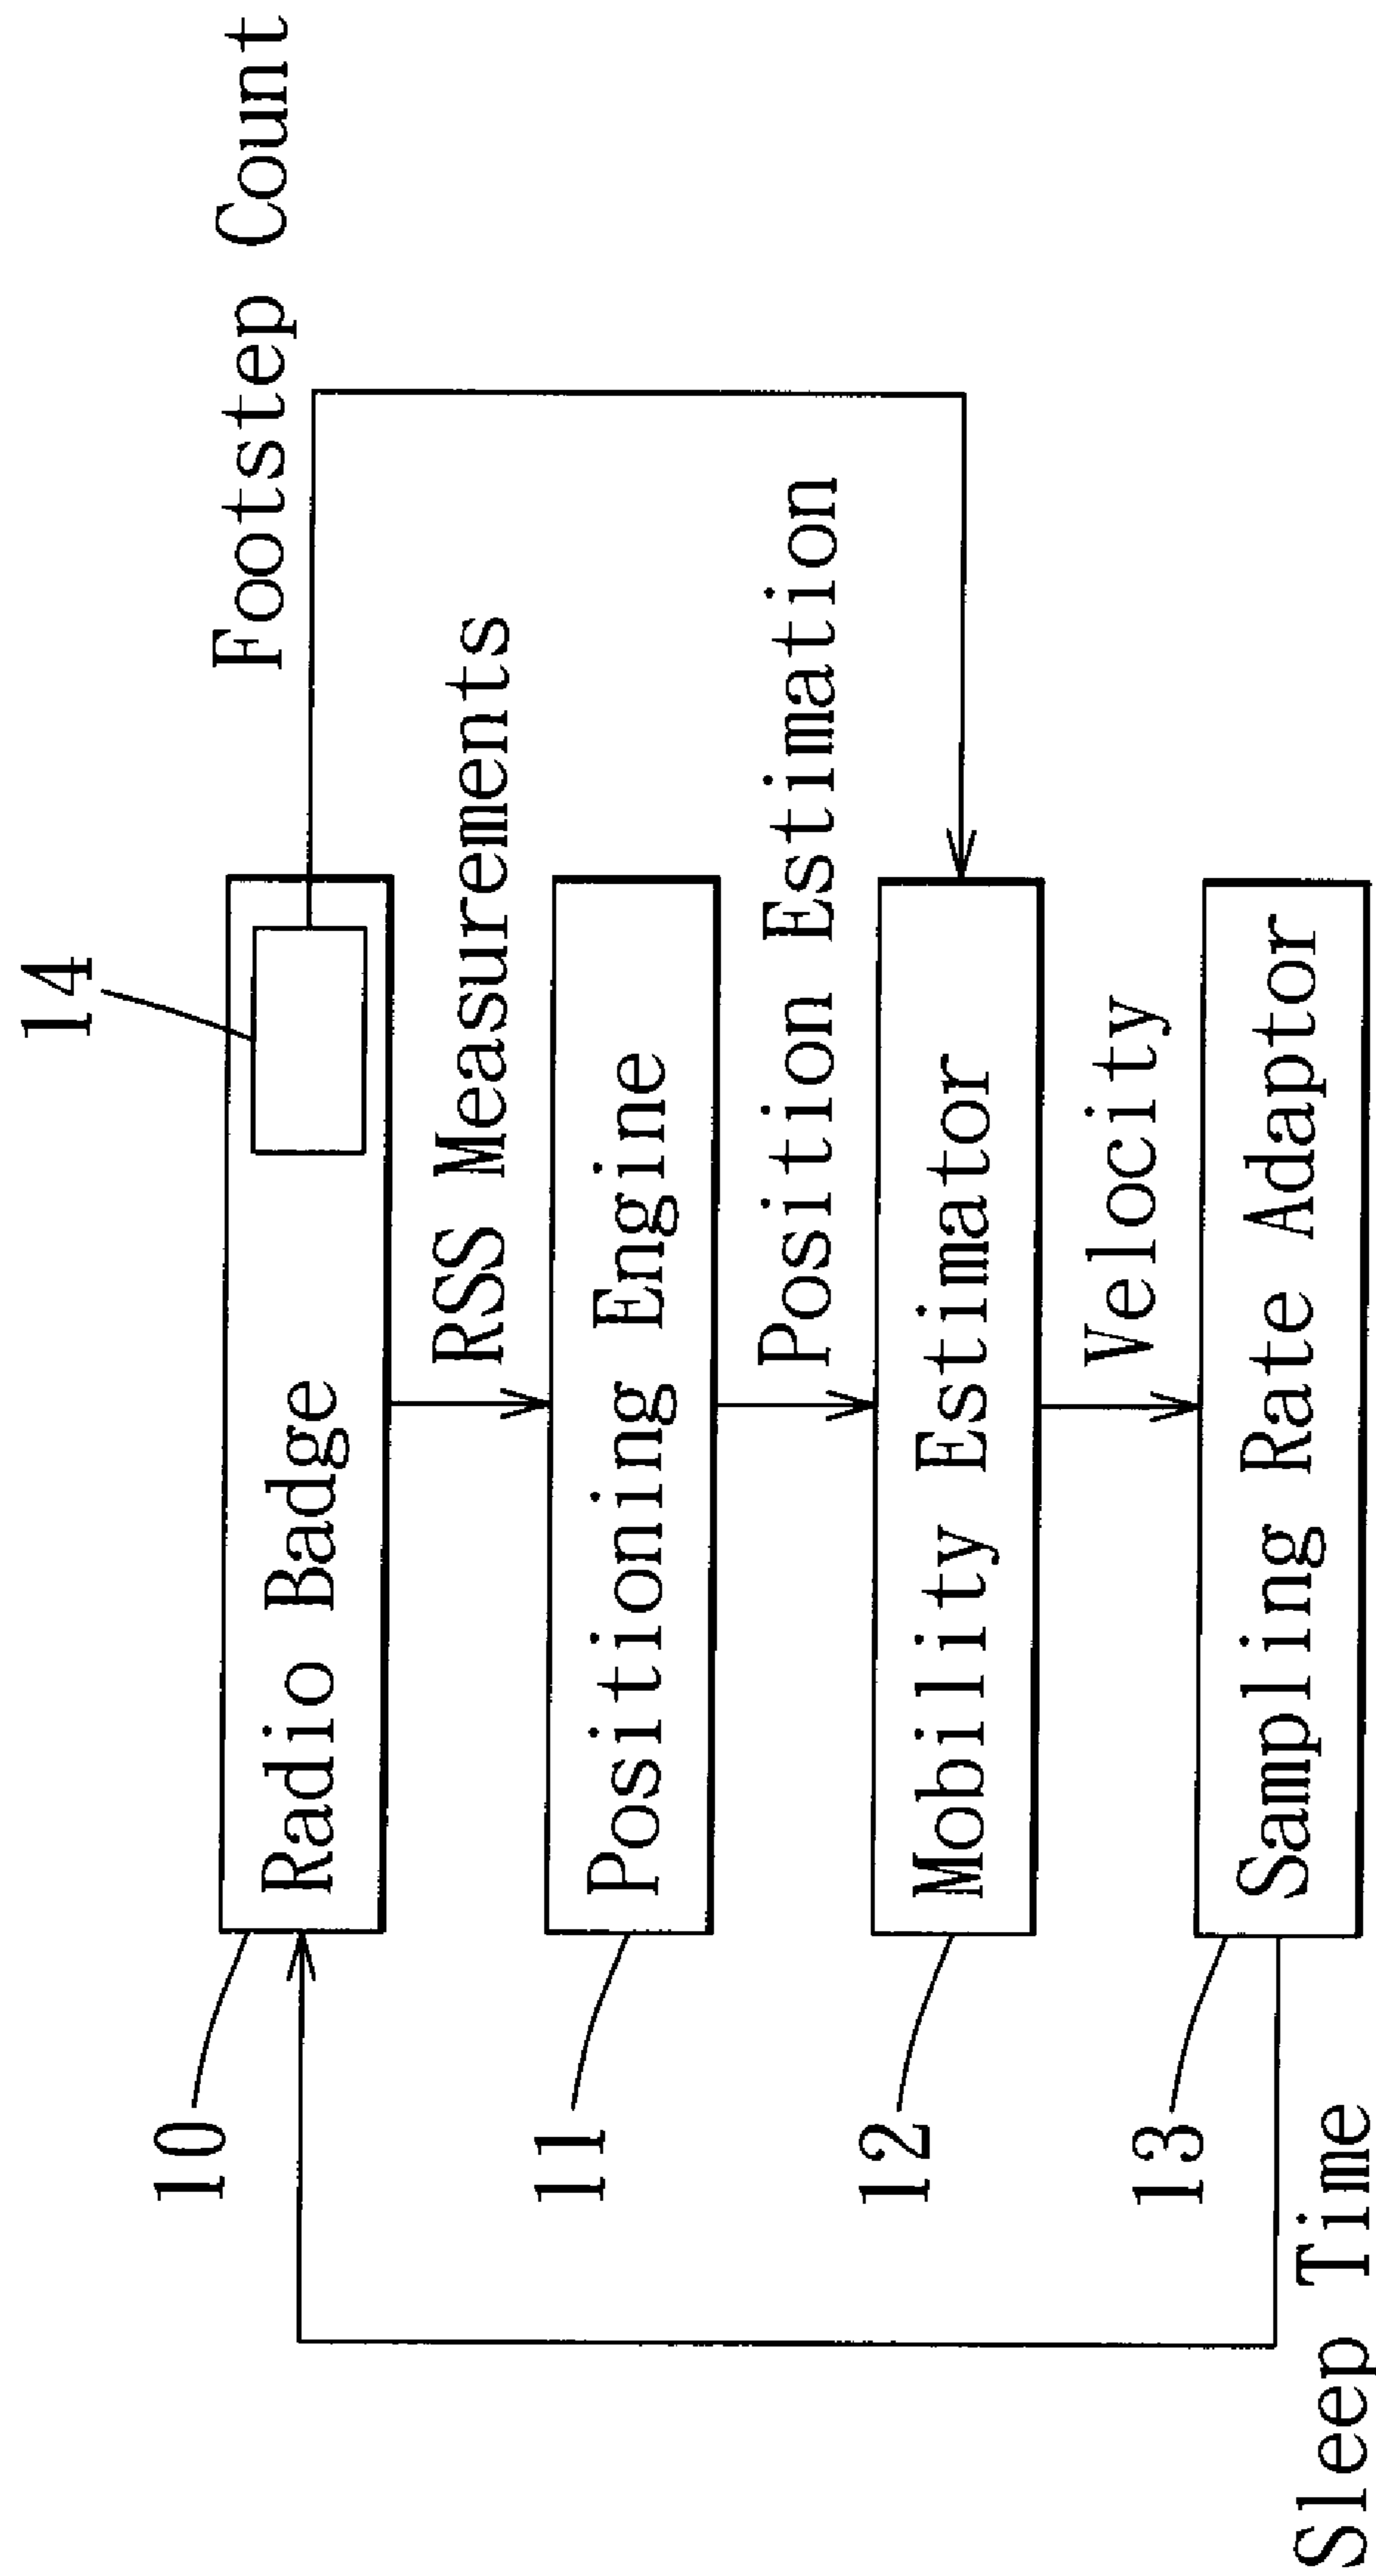 14
Footstep Count
10
Radio Badge
RSS Measurements
11
Positioning Engine
Position Estimation
12
Mobility Estimator
Velocity
13
Sampling Rate Adaptor
Sleep Time